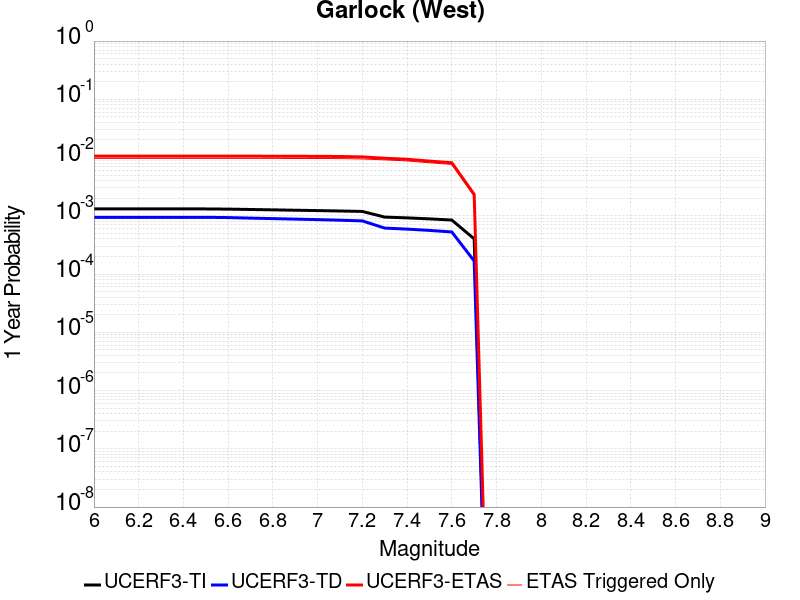 Garlock (West)
1 Year Probability
10^0
10^-1
10^-2
10^-3
10^-4
10^-5
10^-6
10^-7
10^-8
6 6.2 6.4 6.6 6.8 7 7.2 7.4 7.6 7.8 8 8.2 8.4 8.6 8.8 9
Magnitude
UCERF3-TI UCERF3-TD UCERF3-ETAS ETAS Triggered Only